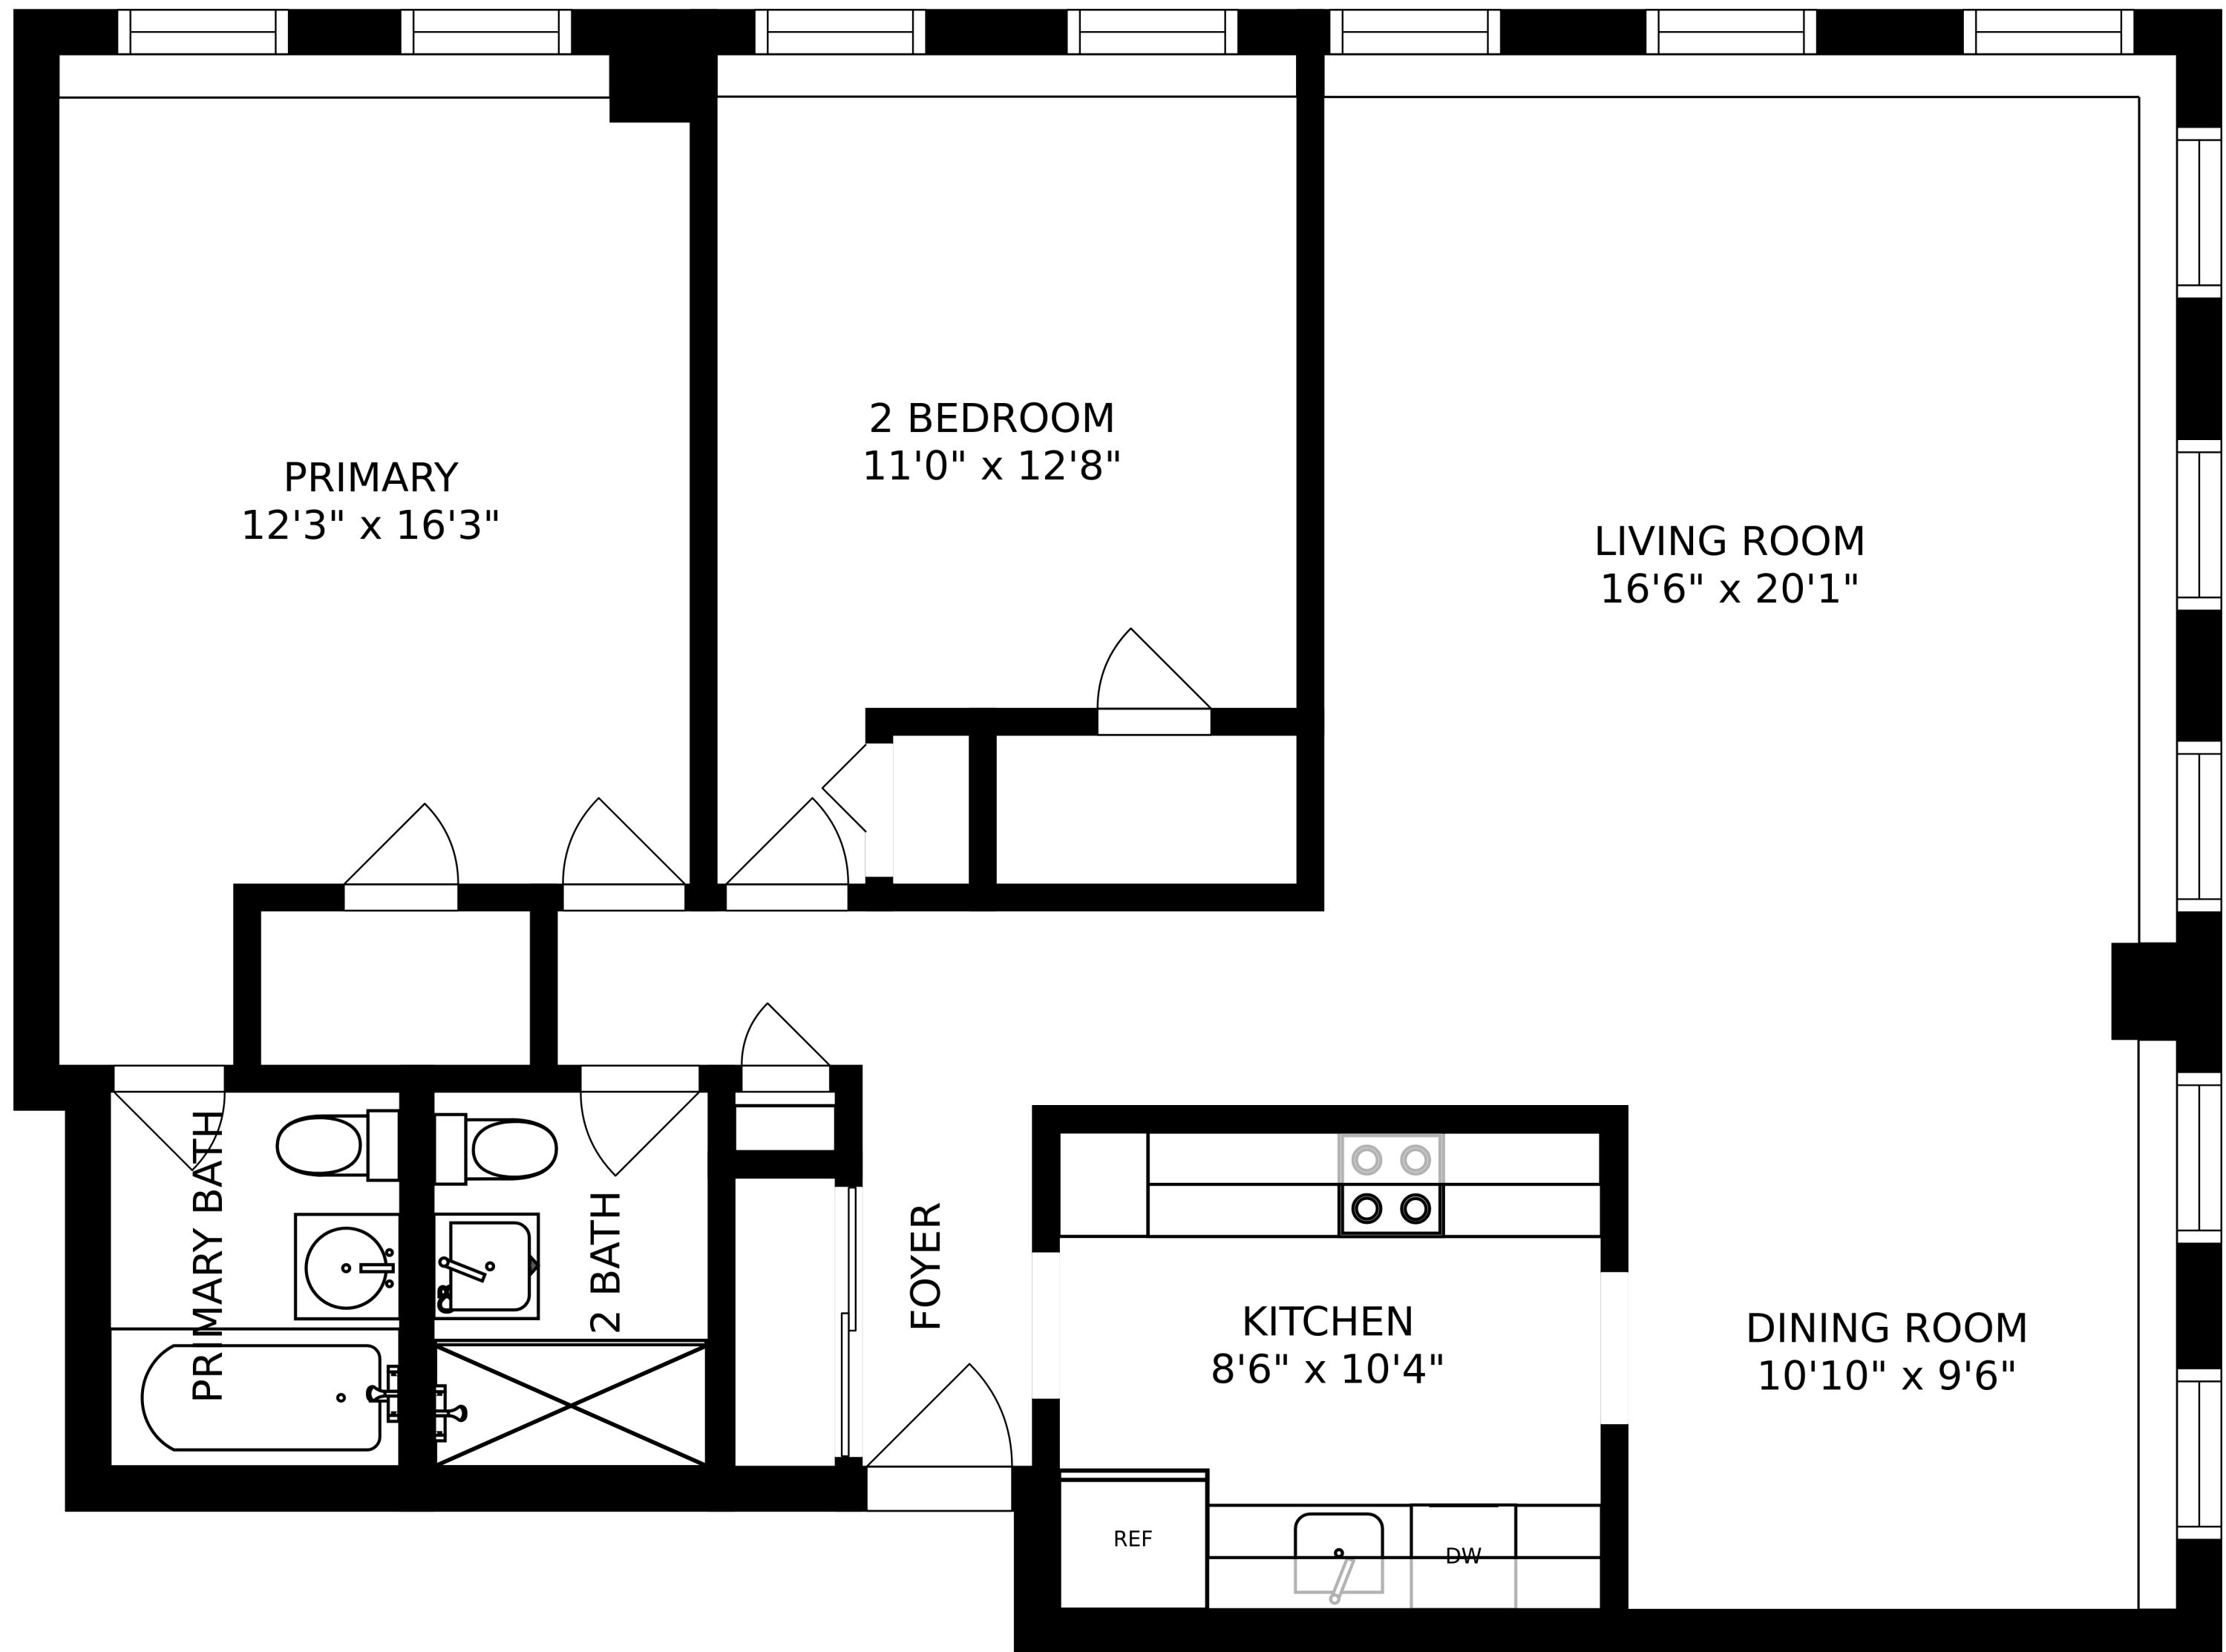 2 BEDROOM
11'0" x 12'8"
PRIMARY
12'3" x 16'3"
LIVING ROOM
16'6" x 20'1"
PRIMARY BATH
2 BATH
FOYER
KITCHEN
8'6" x 10'4"
DINING ROOM
10'10" x 9'6"
REF
DW